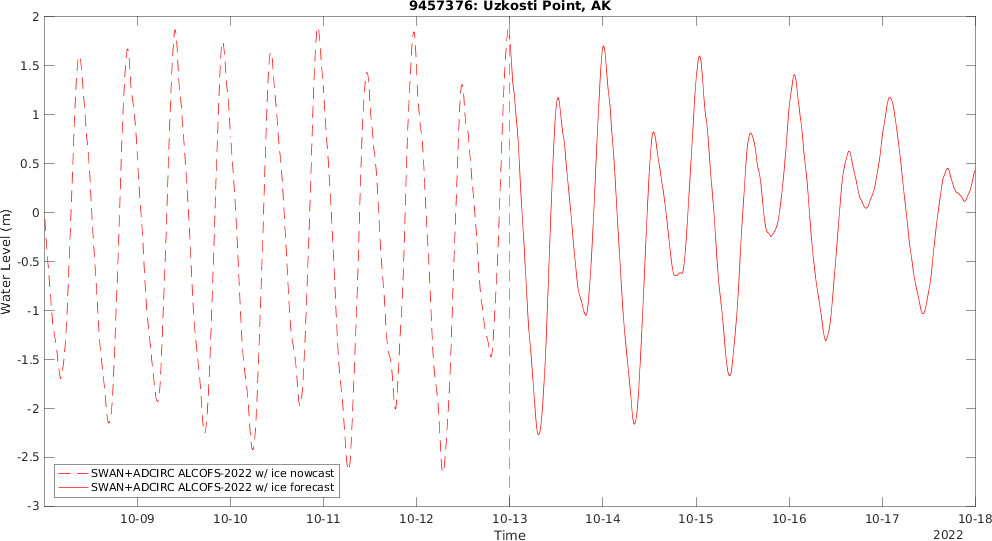 9457376: Uzkosti Point, AK
2
1.5
1
0.5
0
-0.5
-1
-1.5
-2
-2.5
-3
Water Level (m)
SWAN+ADCIRC ALCOFS-2022 w/ ice nowcast
SWAN+ADCIRC ALCOFS-2022 w/ ice forecast
10-09 10-10 10-11 10-12 10-13 10-14 10-15 10-16 10-17 10-18
Time
2022